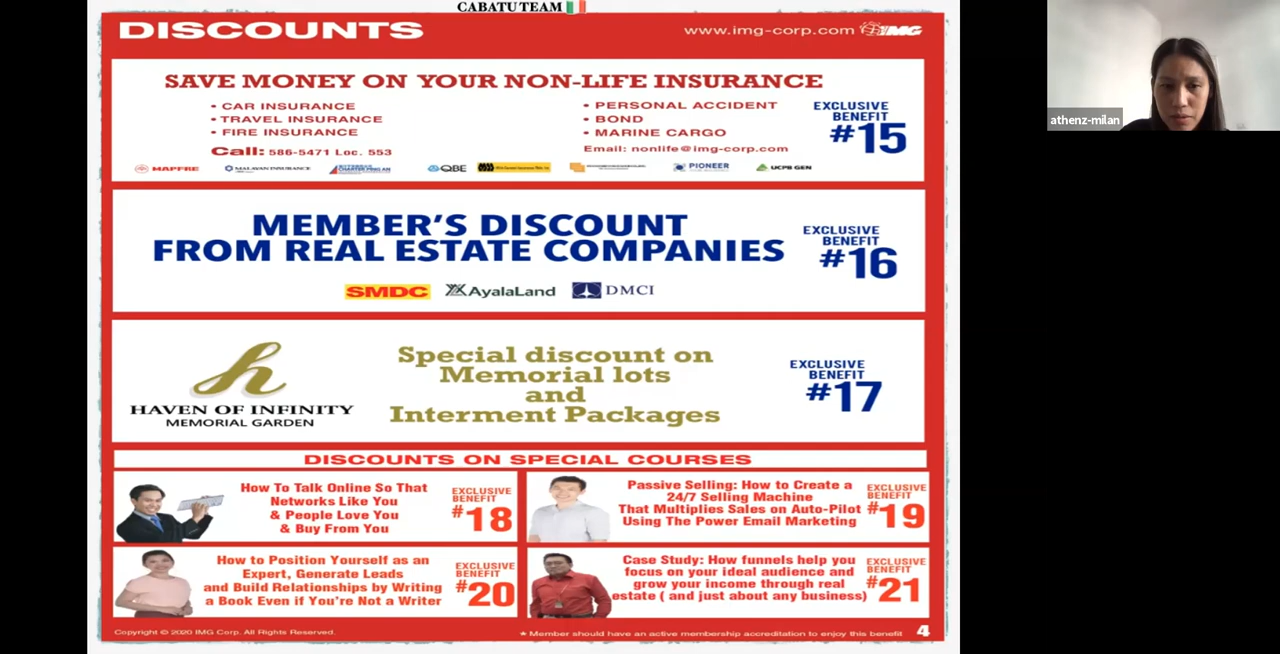 CABATU TEAM
DISCOUNTS
www.img-corp.com IMG
SAVE MONEY ON YOUR NON-LIFE INSURANCE
• CAR INSURANCE
• TRAVEL INSURANCE
• FIRE INSURANCE
Call: 586-5471 Loc. 553
• PERSONAL ACCIDENT
• BOND
• MARINE CARGO
Email: nonlife@img-corp.com
EXCLUSIVE
BENEFIT
#15
MAPFRE
MALAYAN INSURANCE
QBE
PIONEER
UCPB GEN
MEMBER'S DISCOUNT
FROM REAL ESTATE COMPANIES
SMDC AyalaLand DMCI
EXCLUSIVE
BENEFIT
#16
h
HAVEN OF INFINITY
MEMORIAL GARDEN
Special discount on
Memorial lots
and
Interment Packages
EXCLUSIVE
BENEFIT
#17
DISCOUNTS ON SPECIAL COURSES
How To Talk Online So That
Networks Like You
& People Love You
& Buy From You
EXCLUSIVE
BENEFIT
#18
Passive Selling: How to Create a
24/7 Selling Machine
That Multiplies Sales on Auto-Pilot
Using The Power Email Marketing
EXCLUSIVE
BENEFIT
#19
How to Position Yourself as an
Expert, Generate Leads
and Build Relationships by Writing
a Book Even if You're Not a Writer
EXCLUSIVE
BENEFIT
#20
Case Study: How funnels help you
focus on your ideal audience and
grow your income through real
estate ( and just about any business)
EXCLUSIVE
BENEFIT
#21
Copyright © 2020 IMG Corp. All Rights Reserved.
★ Member should have an active membership accreditation to enjoy this benefit 4
athenz-milan